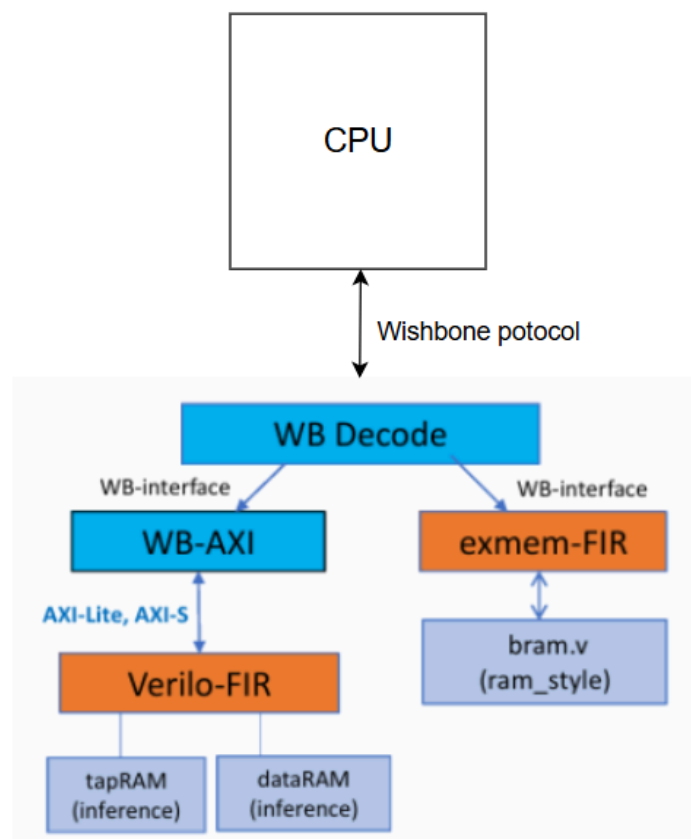 CPU
Wishbone potocol
WB Decode
WB-interface
WB-interface
WB-AXI
exmem-FIR
AXI-Lite, AXI-S
bram.v
(ram_style)
Verilo-FIR
tapRAM
(inference)
dataRAM
(inference)